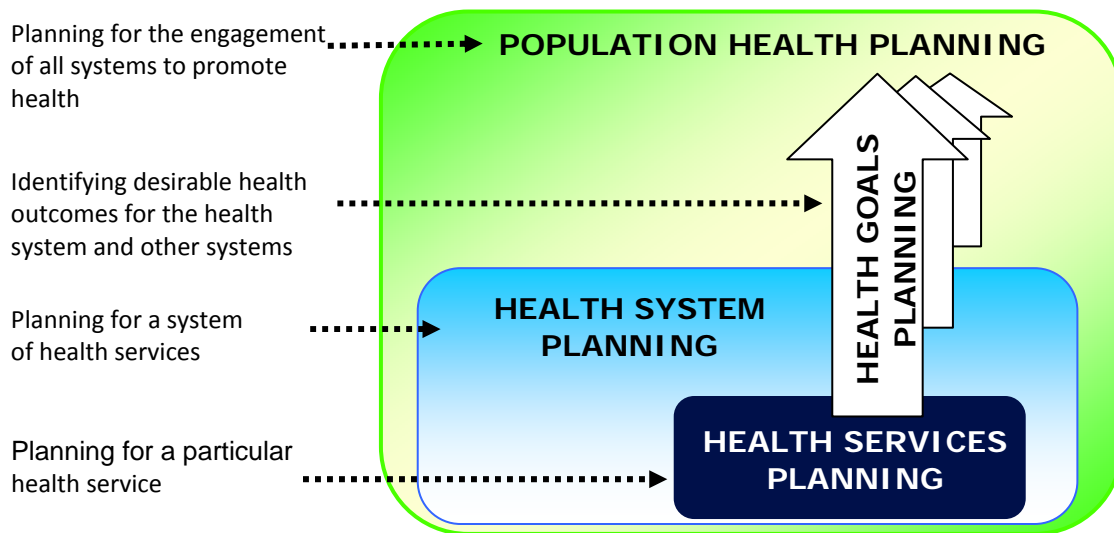 Planning for the engagement
of all systems to promote
health
POPULATION HEALTH PLANNING
Identifying desirable health
outcomes for the health
system and other systems
HEALTH GOALS
PLANNING
Planning for a system
of health services
HEALTH SYSTEM
PLANNING
Planning for a particular
health service
HEALTH SERVICES
PLANNING